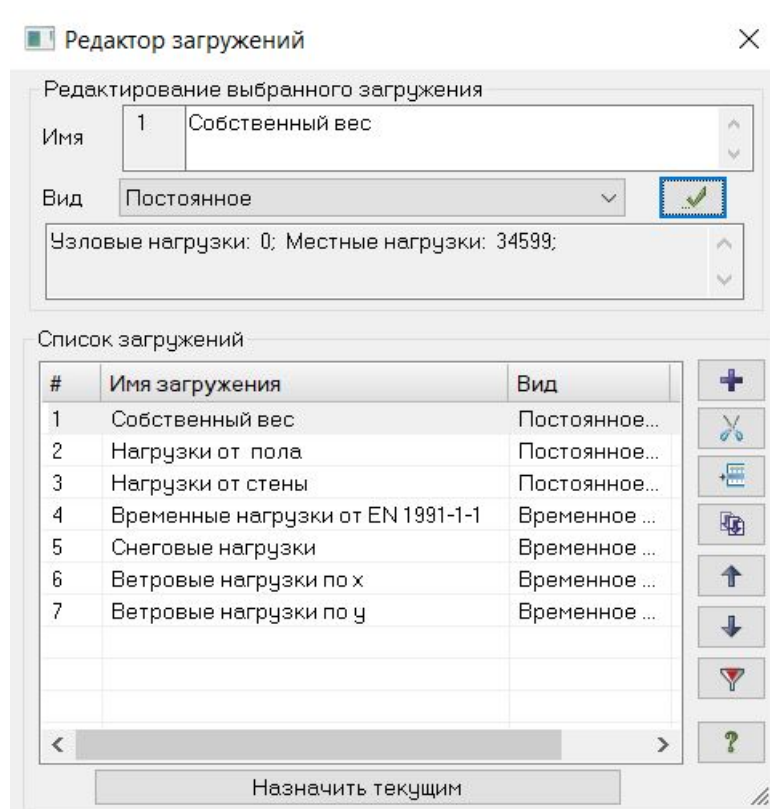 Редактор загружений
Редактирование выбранного загружения
Имя 1 Собственный вес
Вид Постоянное
Узловые нагрузки: 0; Местные нагрузки: 34599;
Список загружений
# Имя загружения Вид
1 Собственный вес Постоянное...
2 Нагрузки от пола Постоянное...
3 Нагрузки от стены Постоянное...
4 Временные нагрузки от EN 1991-1-1 Временное ...
5 Снеговые нагрузки Временное ...
6 Ветровые нагрузки по x Временное ...
7 Ветровые нагрузки по y Временное ...
?
Назначить текущим